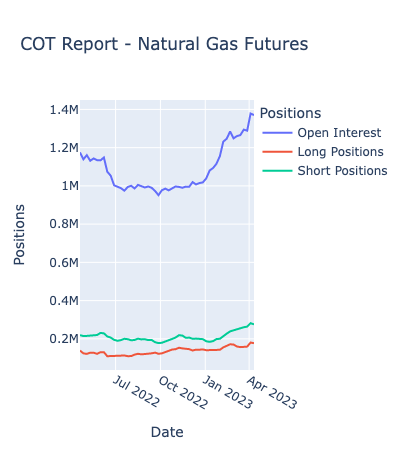 COT Report - Natural Gas Futures
Positions
Open Interest
Long Positions
Short Positions
1.4M
1.2M
1M
0.8M
0.6M
0.4M
0.2M
Positions
Jul 2022
Oct 2022
Jan 2023
Apr 2023
Date